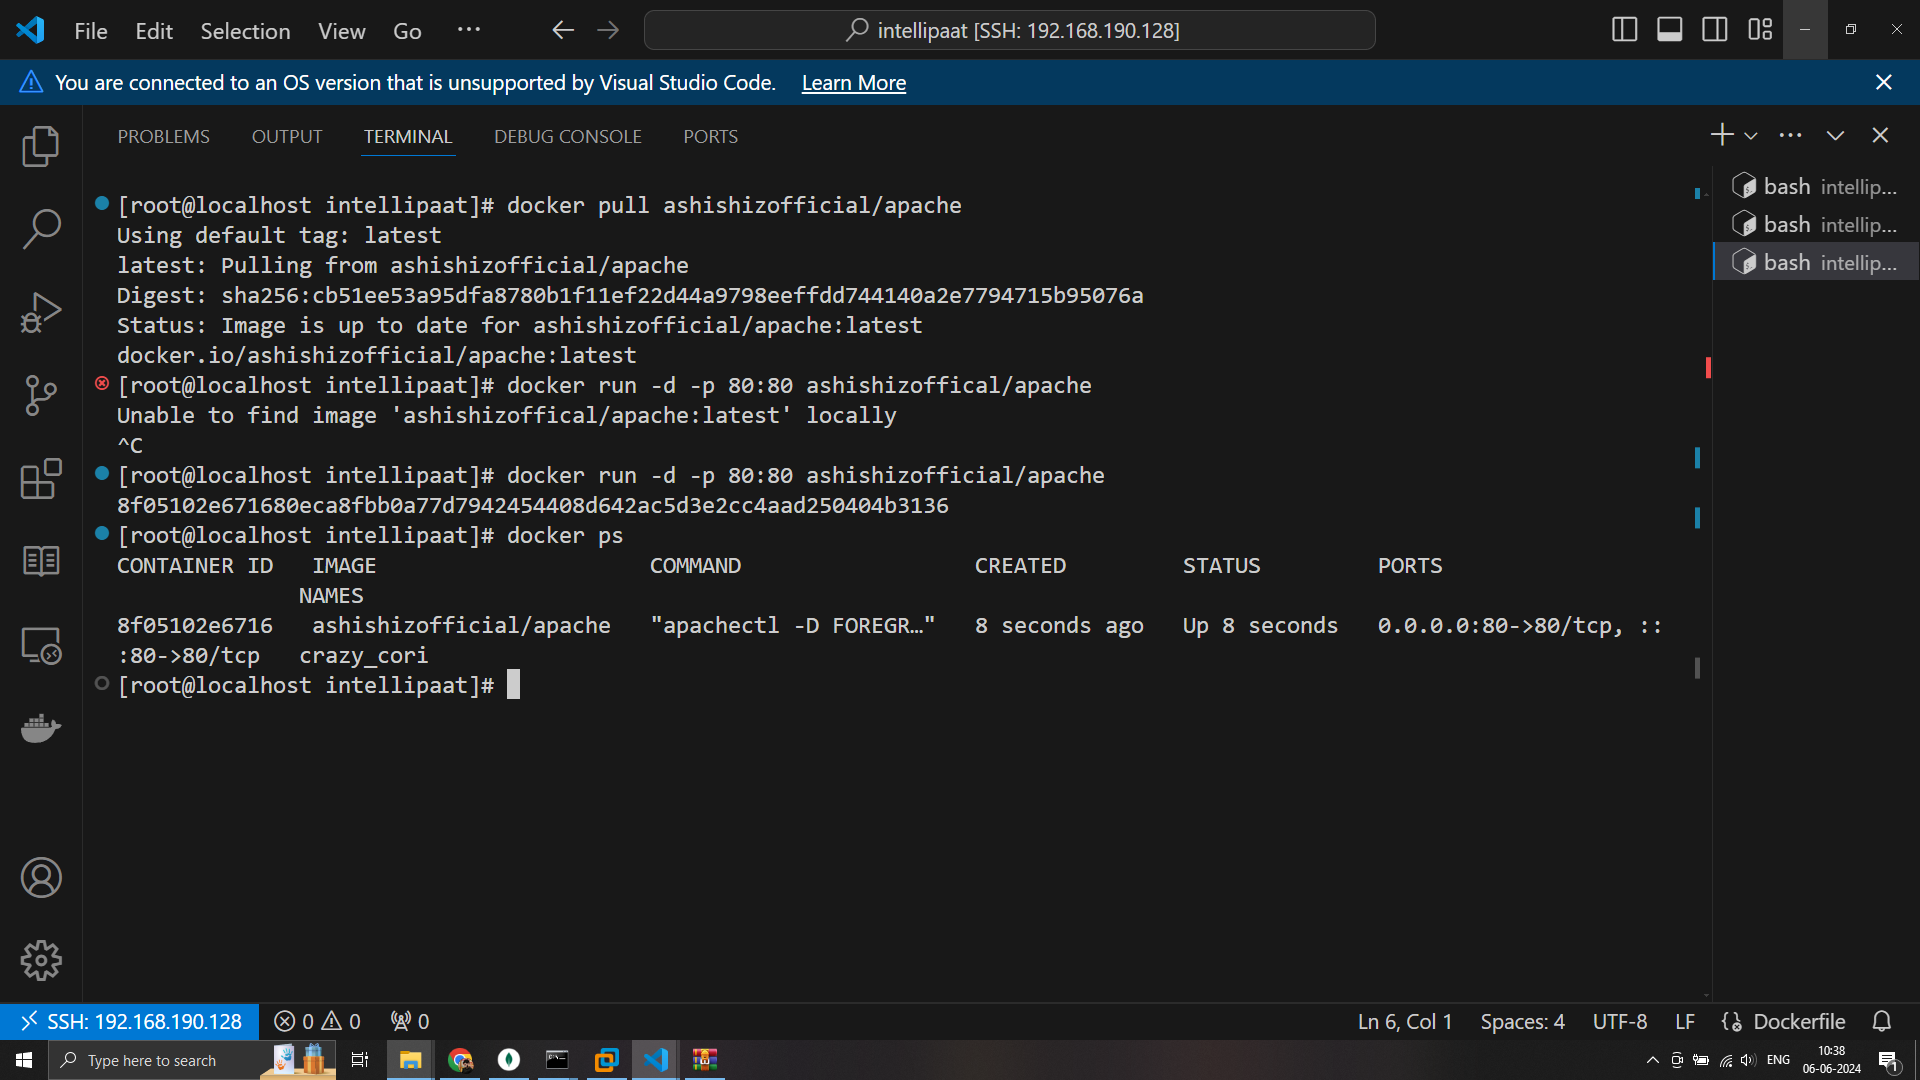 File Edit Selection View Go ···
intellipaat [SSH: 192.168.190.128]
You are connected to an OS version that is unsupported by Visual Studio Code. Learn More
PROBLEMS OUTPUT TERMINAL DEBUG CONSOLE PORTS
bash intellip...
bash intellip...
bash intellip...
[root@localhost intellipaat]# docker pull ashishizofficial/apache
Using default tag: latest
latest: Pulling from ashishizofficial/apache
Digest: sha256:cb51ee53a95dfa8780b1f11ef22d44a9798eeffdd744140a2e7794715b95076a
Status: Image is up to date for ashishizofficial/apache:latest
docker.io/ashishizofficial/apache:latest
[root@localhost intellipaat]# docker run -d -p 80:80 ashishizoffical/apache
Unable to find image 'ashishizoffical/apache:latest' locally
^C
[root@localhost intellipaat]# docker run -d -p 80:80 ashishizofficial/apache
8f05102e671680eca8fbb0a77d7942454408d642ac5d3e2cc4aad250404b3136
[root@localhost intellipaat]# docker ps
CONTAINER ID IMAGE COMMAND CREATED STATUS PORTS
NAMES
8f05102e6716 ashishizofficial/apache "apachectl -D FOREGR…" 8 seconds ago Up 8 seconds 0.0.0.0:80->80/tcp, ::
:80->80/tcp crazy_cori
[root@localhost intellipaat]#
SSH: 192.168.190.128 0 0 0 Ln 6, Col 1 Spaces: 4 UTF-8 LF Dockerfile
Type here to search
ENG
10:38
06-06-2024
1